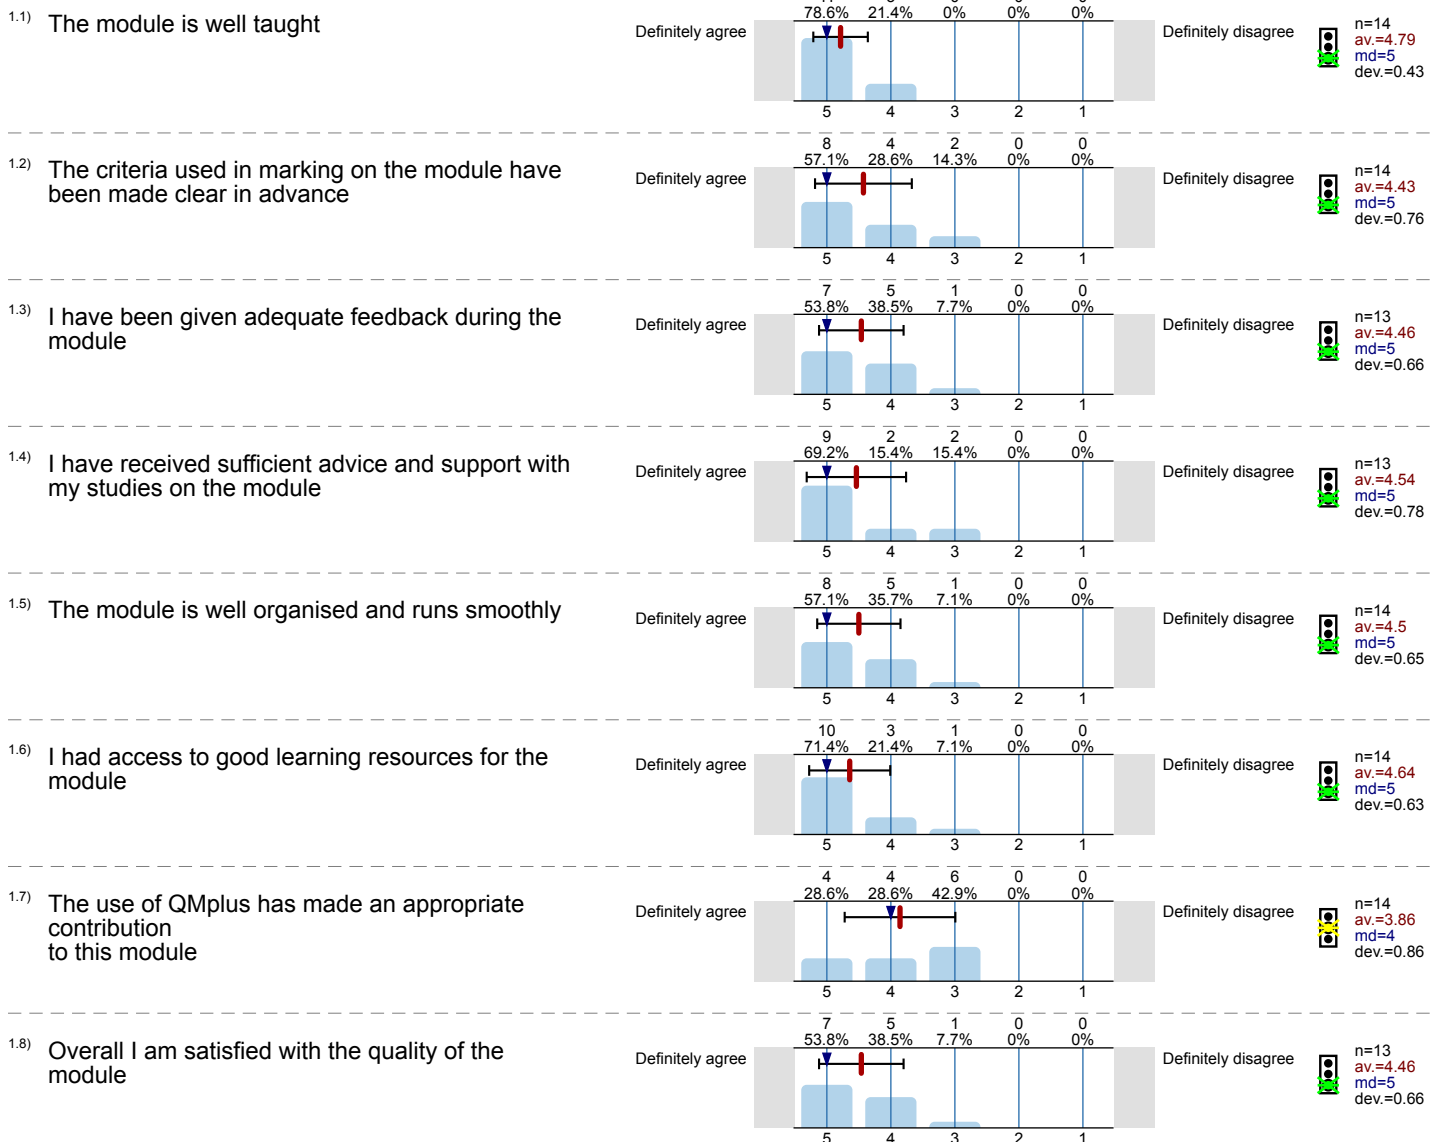 78.6% 21.4% 0% 0% 0%
1.1) The module is well taught
Definitely agree
Definitely disagree
n=14
av.=4.79
md=5
dev.=0.43
5 4 3 2 1
8 4 2 0 0
57.1% 28.6% 14.3% 0% 0%
1.2) The criteria used in marking on the module have
been made clear in advance
Definitely agree
Definitely disagree
n=14
av.=4.43
md=5
dev.=0.76
5 4 3 2 1
7 5 1 0 0
53.8% 38.5% 7.7% 0% 0%
1.3) I have been given adequate feedback during the
module
Definitely agree
Definitely disagree
n=13
av.=4.46
md=5
dev.=0.66
5 4 3 2 1
9 2 2 0 0
69.2% 15.4% 15.4% 0% 0%
1.4) I have received sufficient advice and support with
my studies on the module
Definitely agree
Definitely disagree
n=13
av.=4.54
md=5
dev.=0.78
5 4 3 2 1
8 5 1 0 0
57.1% 35.7% 7.1% 0% 0%
1.5) The module is well organised and runs smoothly
Definitely agree
Definitely disagree
n=14
av.=4.5
md=5
dev.=0.65
5 4 3 2 1
10 3 1 0 0
71.4% 21.4% 7.1% 0% 0%
1.6) I had access to good learning resources for the
module
Definitely agree
Definitely disagree
n=14
av.=4.64
md=5
dev.=0.63
5 4 3 2 1
4 4 6 0 0
28.6% 28.6% 42.9% 0% 0%
1.7) The use of QMplus has made an appropriate
contribution
to this module
Definitely agree
Definitely disagree
n=14
av.=3.86
md=4
dev.=0.86
5 4 3 2 1
7 5 1 0 0
53.8% 38.5% 7.7% 0% 0%
1.8) Overall I am satisfied with the quality of the
module
Definitely agree
Definitely disagree
n=13
av.=4.46
md=5
dev.=0.66
5 4 3 2 1